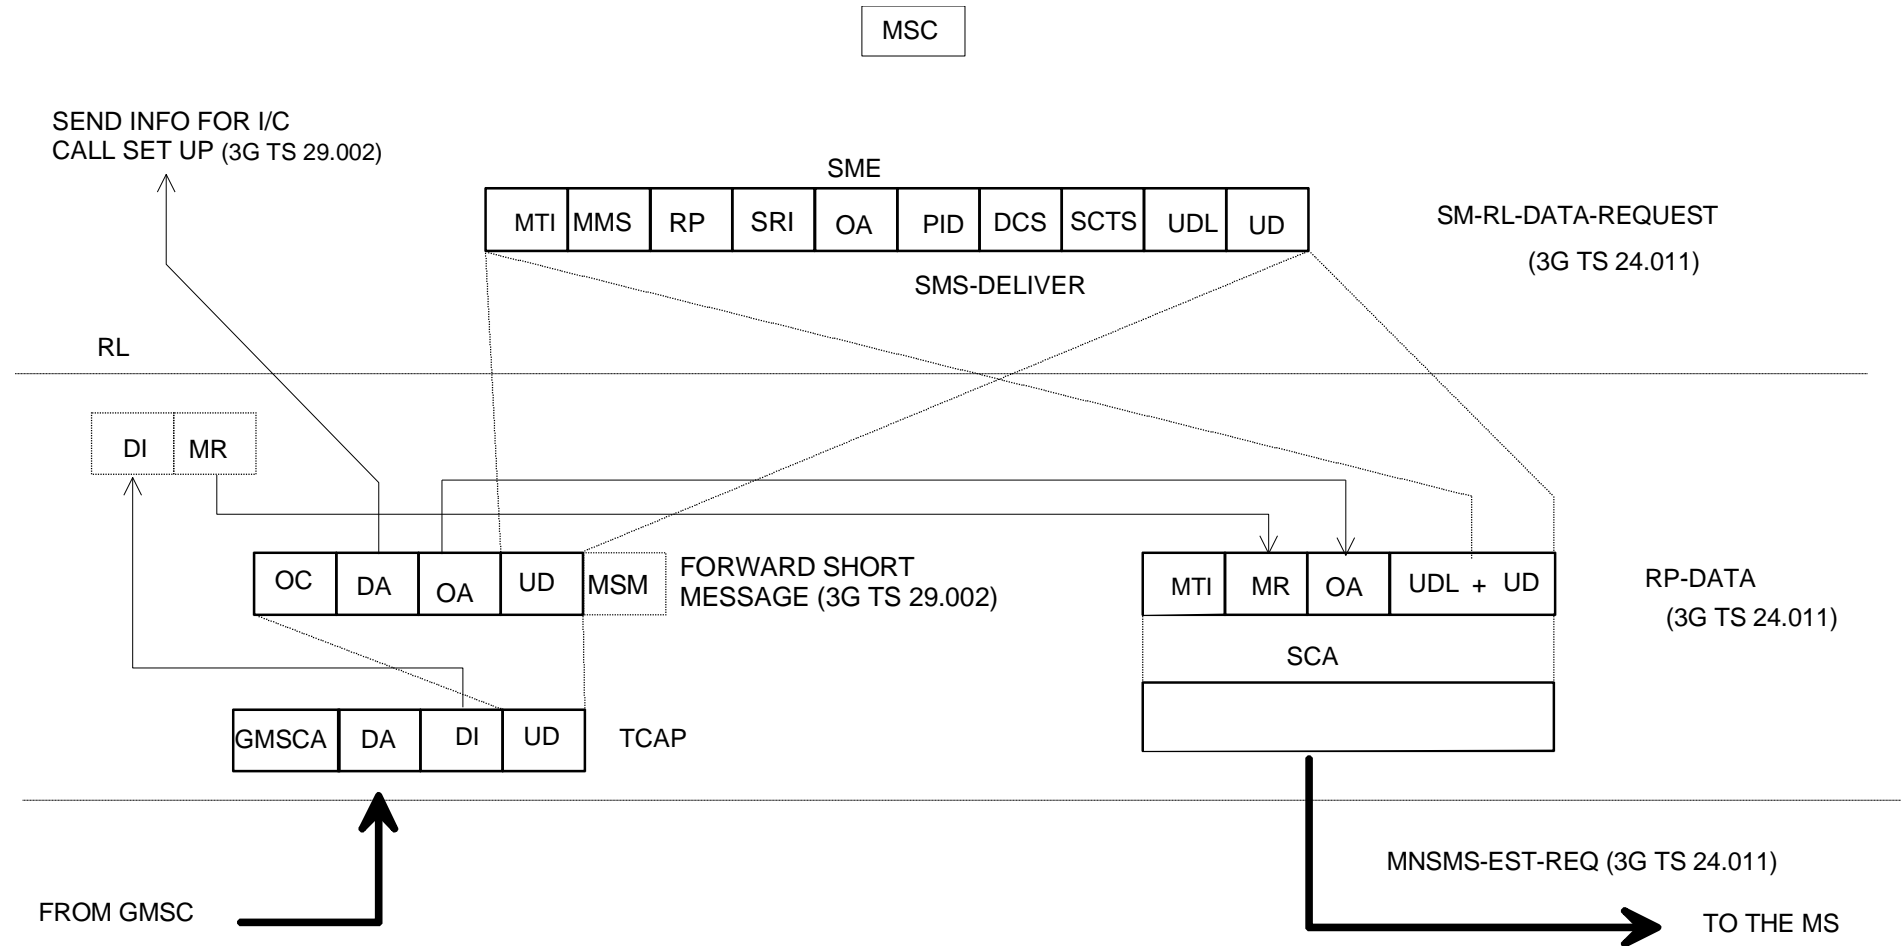 MSC
SEND INFO FOR I/C
CALL SET UP (3G TS 29.002)
SME
MTI MMS RP SRI OA PID DCS SCTS UDL UD
SM-RL-DATA-REQUEST
(3G TS 24.011)
SMS-DELIVER
RL
DI MR
OC DA OA UD MSM
FORWARD SHORT
MESSAGE (3G TS 29.002)
MTI MR OA UDL + UD
RP-DATA
(3G TS 24.011)
SCA
GMSCA DA DI UD TCAP
MNSMS-EST-REQ (3G TS 24.011)
FROM GMSC
TO THE MS